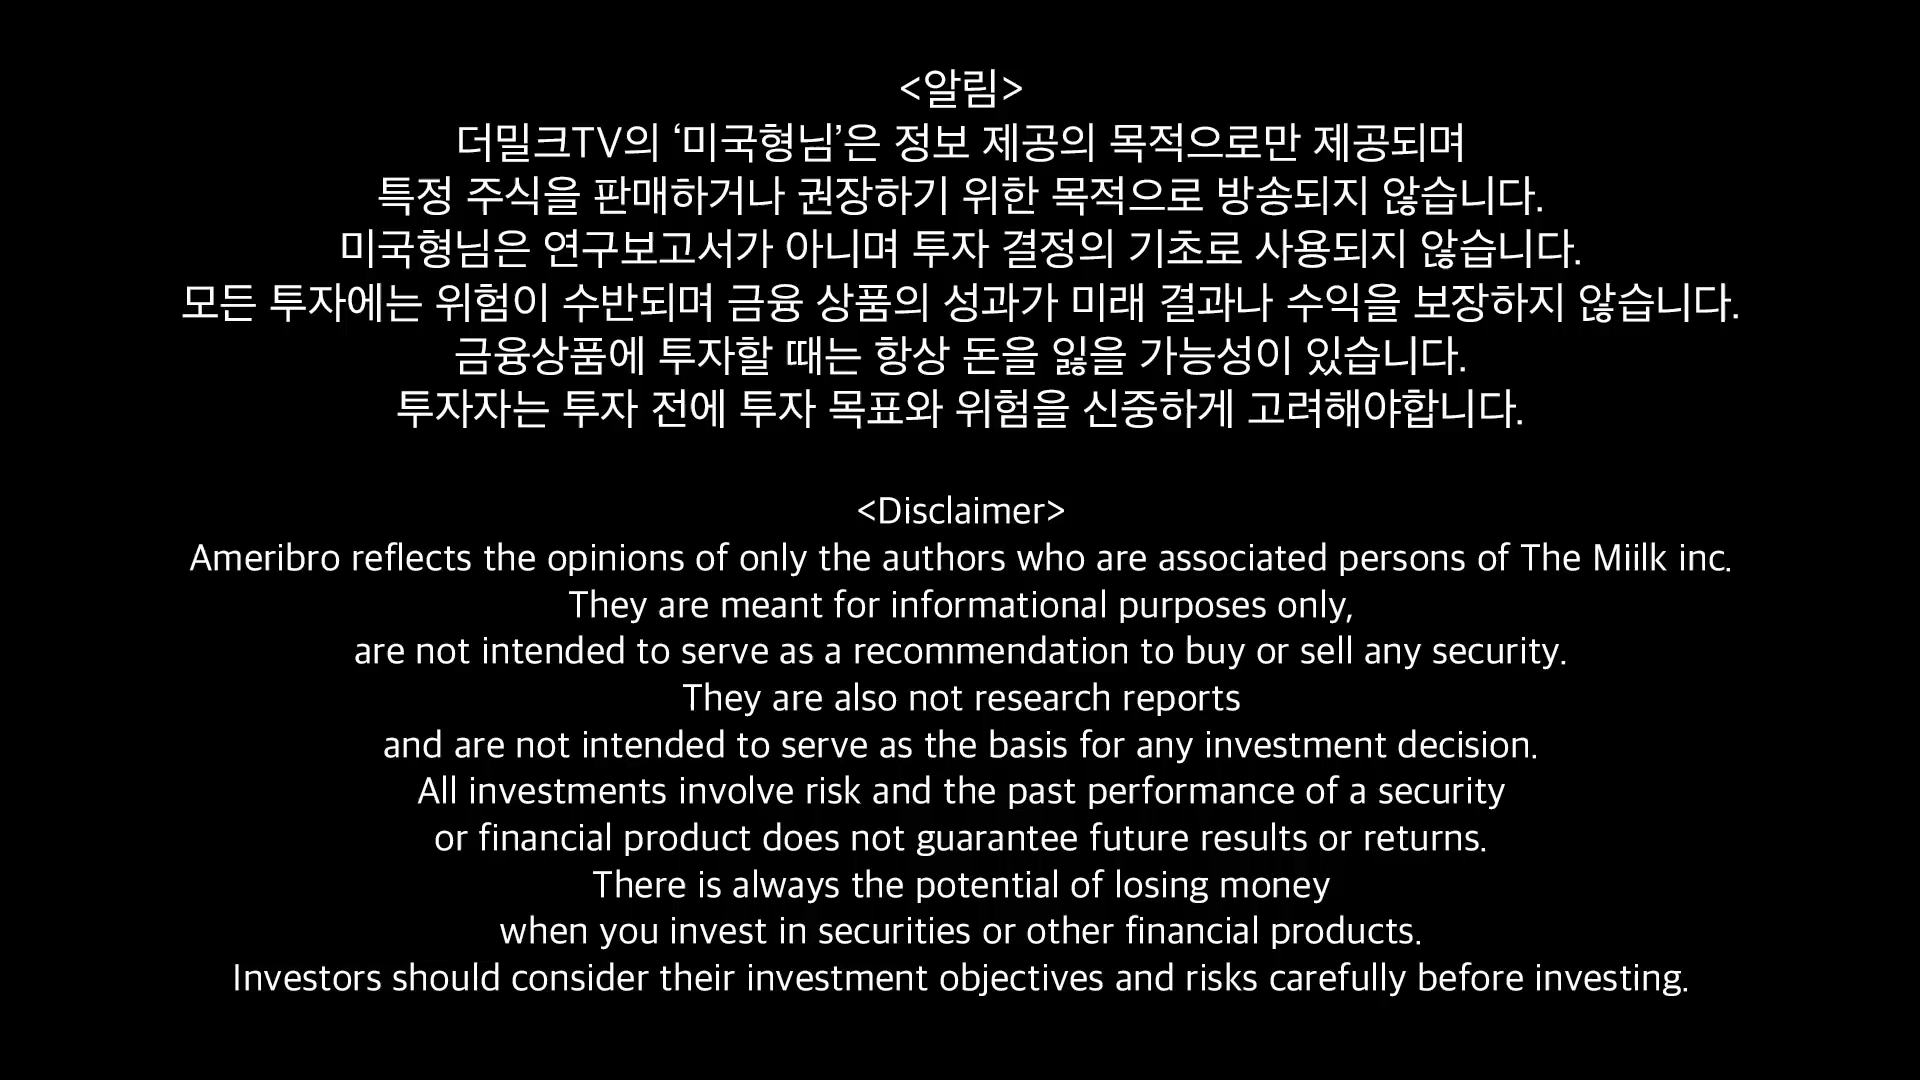 <알림>
더밀크TV의 ‘미국형님’은 정보 제공의 목적으로만 제공되며
특정 주식을 판매하거나 권장하기 위한 목적으로 방송되지 않습니다.
미국형님은 연구보고서가 아니며 투자 결정의 기초로 사용되지 않습니다.
모든 투자에는 위험이 수반되며 금융 상품의 성과가 미래 결과나 수익을 보장하지 않습니다.
금융상품에 투자할 때는 항상 돈을 잃을 가능성이 있습니다.
투자자는 투자 전에 투자 목표와 위험을 신중하게 고려해야합니다.
<Disclaimer>
Ameribro reflects the opinions of only the authors who are associated persons of The Miilk inc.
They are meant for informational purposes only,
are not intended to serve as a recommendation to buy or sell any security.
They are also not research reports
and are not intended to serve as the basis for any investment decision.
All investments involve risk and the past performance of a security
or financial product does not guarantee future results or returns.
There is always the potential of losing money
when you invest in securities or other financial products.
Investors should consider their investment objectives and risks carefully before investing.